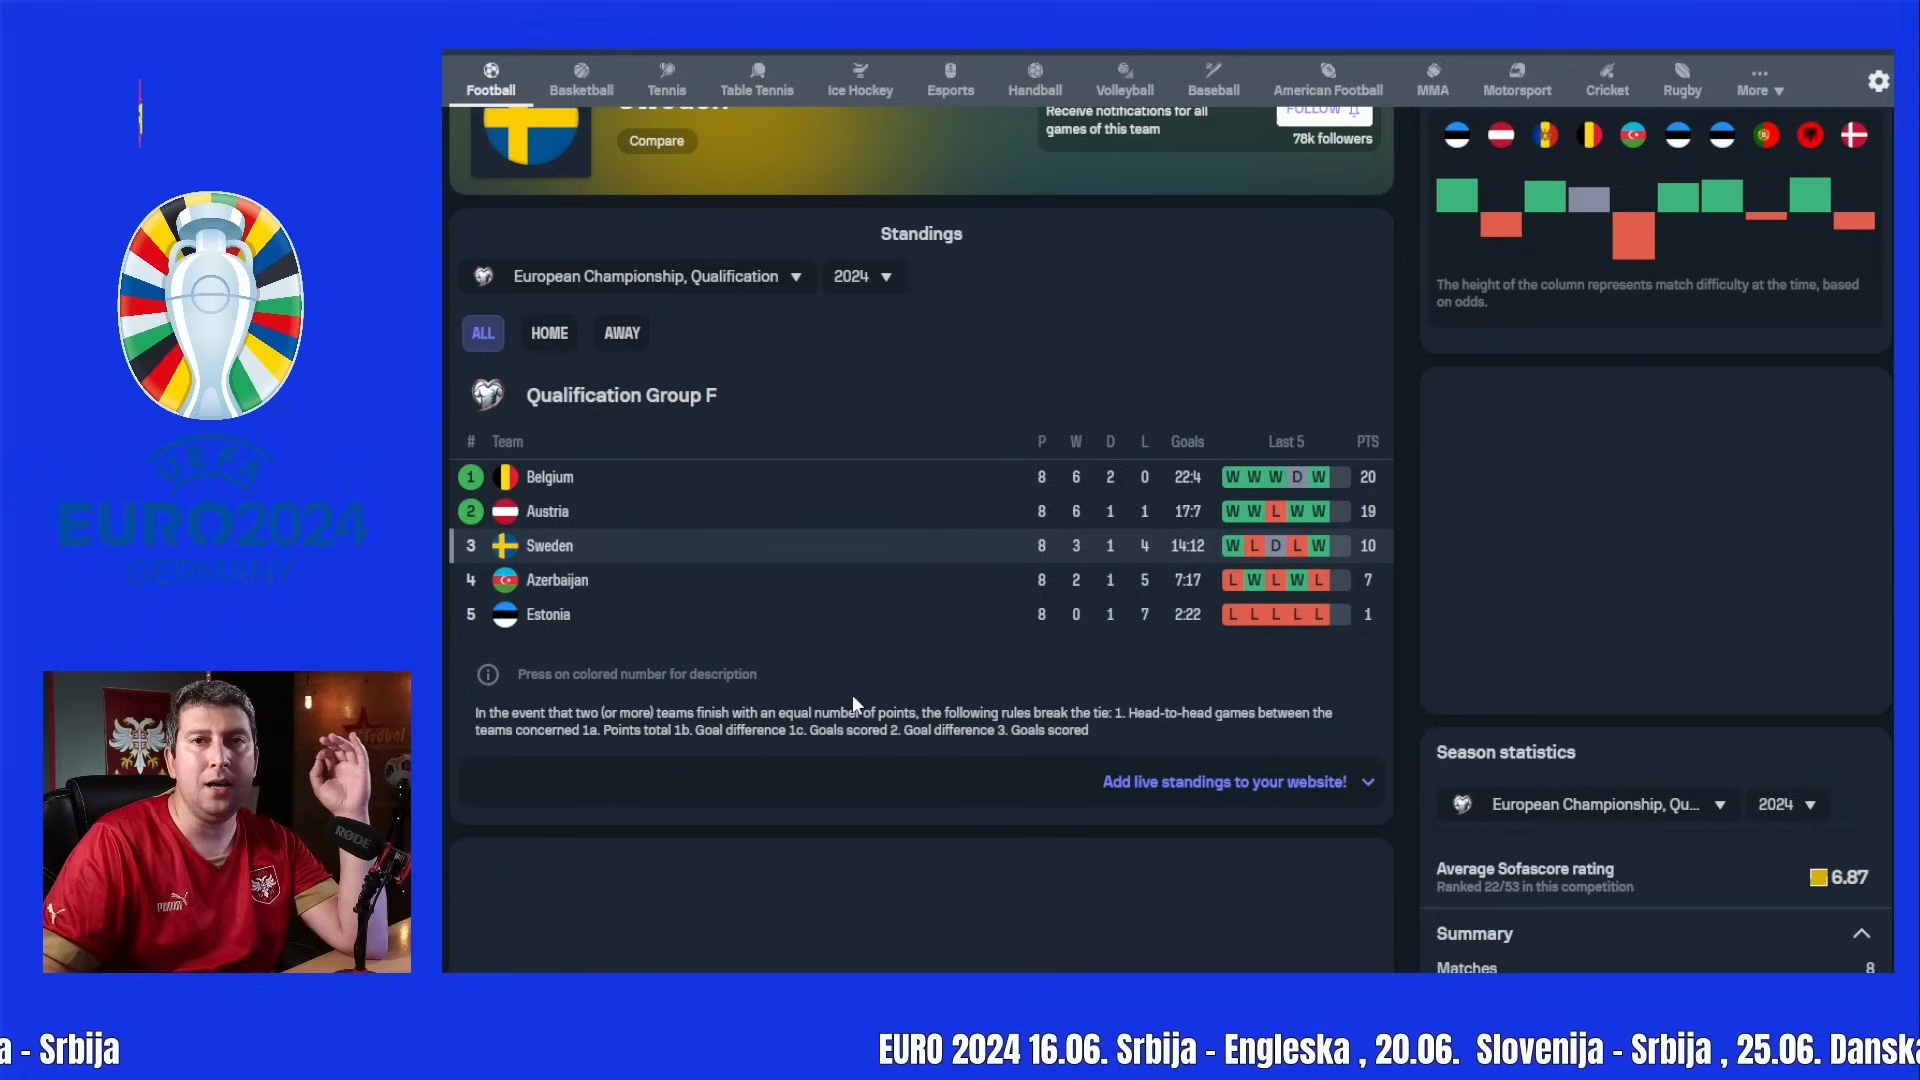 Football Basketball Tennis Table Tennis Ice Hockey Esports Handball Volleyball Baseball American Football MMA Motorsport Cricket Rugby More
Sweden
Compare
Receive notifications for all
games of this team
FOLLOW
78k followers
The height of the column represents match difficulty at the time, based
on odds.
Standings
European Championship, Qualification 2024
ALL HOME AWAY
Qualification Group F
# Team P W D L Goals Last 5 PTS
1 Belgium 8 6 2 0 22:4 W W W D W 20
2 Austria 8 6 1 1 17:7 W W L W W 19
3 Sweden 8 3 1 4 14:12 W L D L W 10
4 Azerbaijan 8 2 1 5 7:17 L W L W L 7
5 Estonia 8 0 1 7 2:22 L L L L L 1
Press on colored number for description
In the event that two (or more) teams finish with an equal number of points, the following rules break the tie: 1. Head-to-head games between the
teams concerned 1a. Points total 1b. Goal difference 1c. Goals scored 2. Goal difference 3. Goals scored
Add live standings to your website!
Season statistics
European Championship, Qu... 2024
Average Sofascore rating
Ranked 22/53 in this competition
6.87
Summary
Matches 8
UEFA
EURO2024
GERMANY
RØDE
PUMA
a - Srbija
EURO 2024 16.06. Srbija - Engleska , 20.06. Slovenija - Srbija , 25.06. Danska